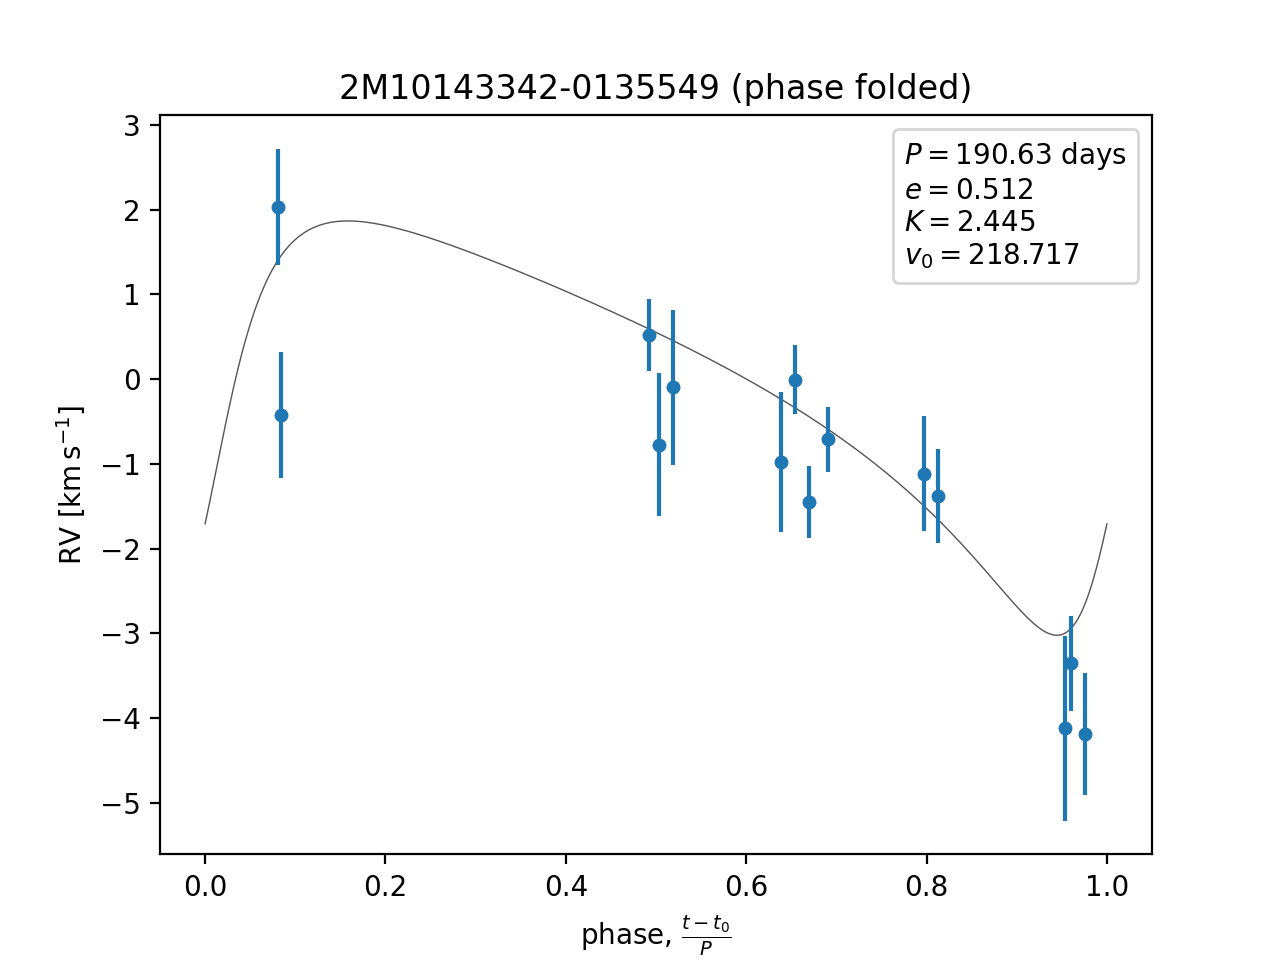 2M10143342-0135549 (phase folded)
P = 190.63 days
e = 0.512
K = 2.445
v₀ = 218.717
3
2
1
0
−1
−2
−3
−4
−5
RV [km s⁻¹]
0.0 0.2 0.4 0.6 0.8 1.0
phase, (t − t₀)/P